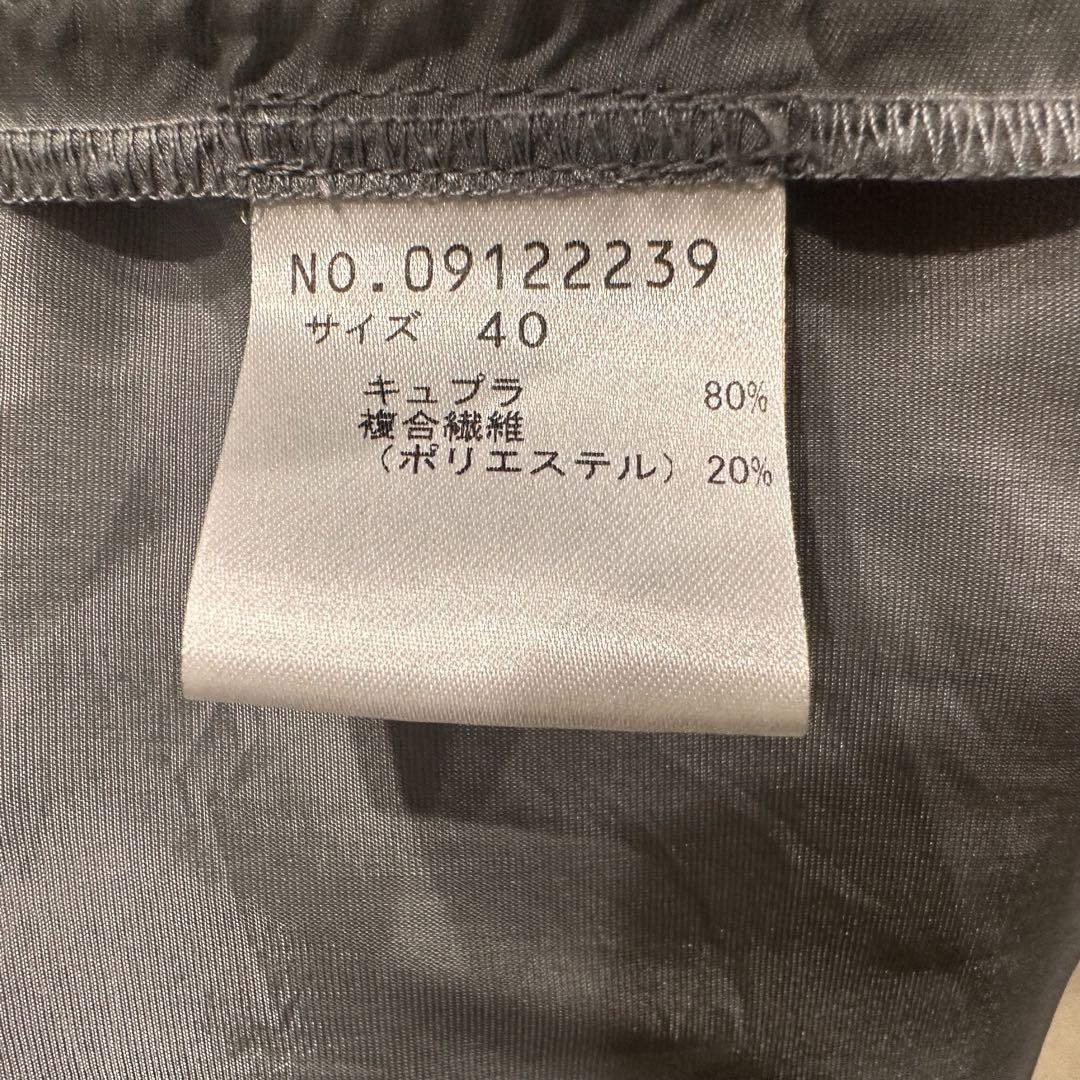 NO.09122239
サイズ 40
キュプラ 80%
複合繊維
(ポリエステル) 20%